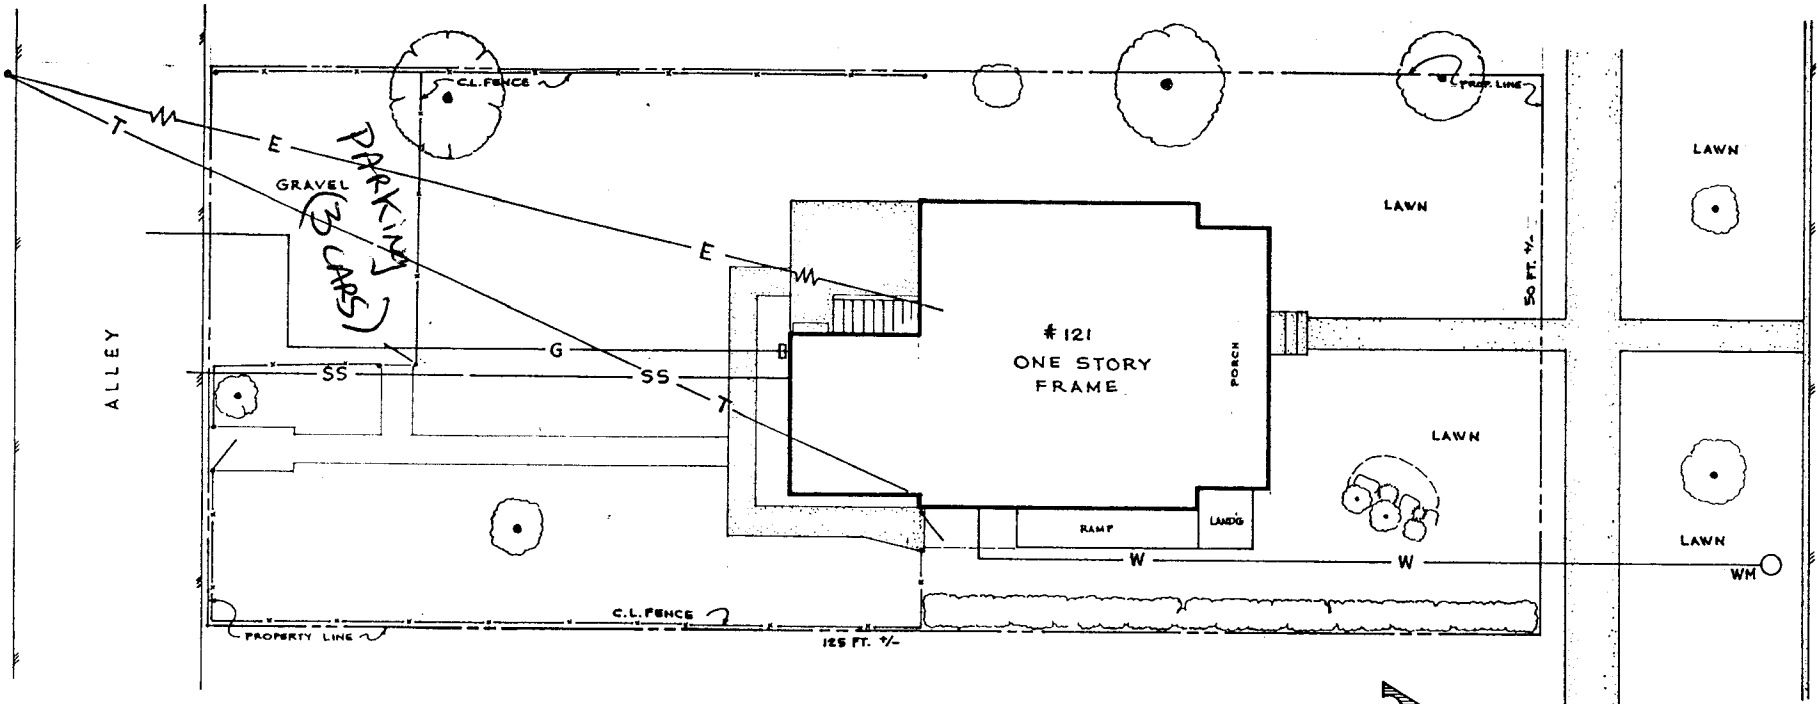 C.L. FENCE
PROP. LINE
T
E
PARKING
(3 CARS)
GRAVEL
LAWN
LAWN
E
50 FT. +/-
ALLEY
G
SS
SS
T
# 121
ONE STORY
FRAME
PORCH
LAWN
RAMP
LAND'G
W
W
LAWN
WM
C.L. FENCE
PROPERTY LINE
125 FT. +/-